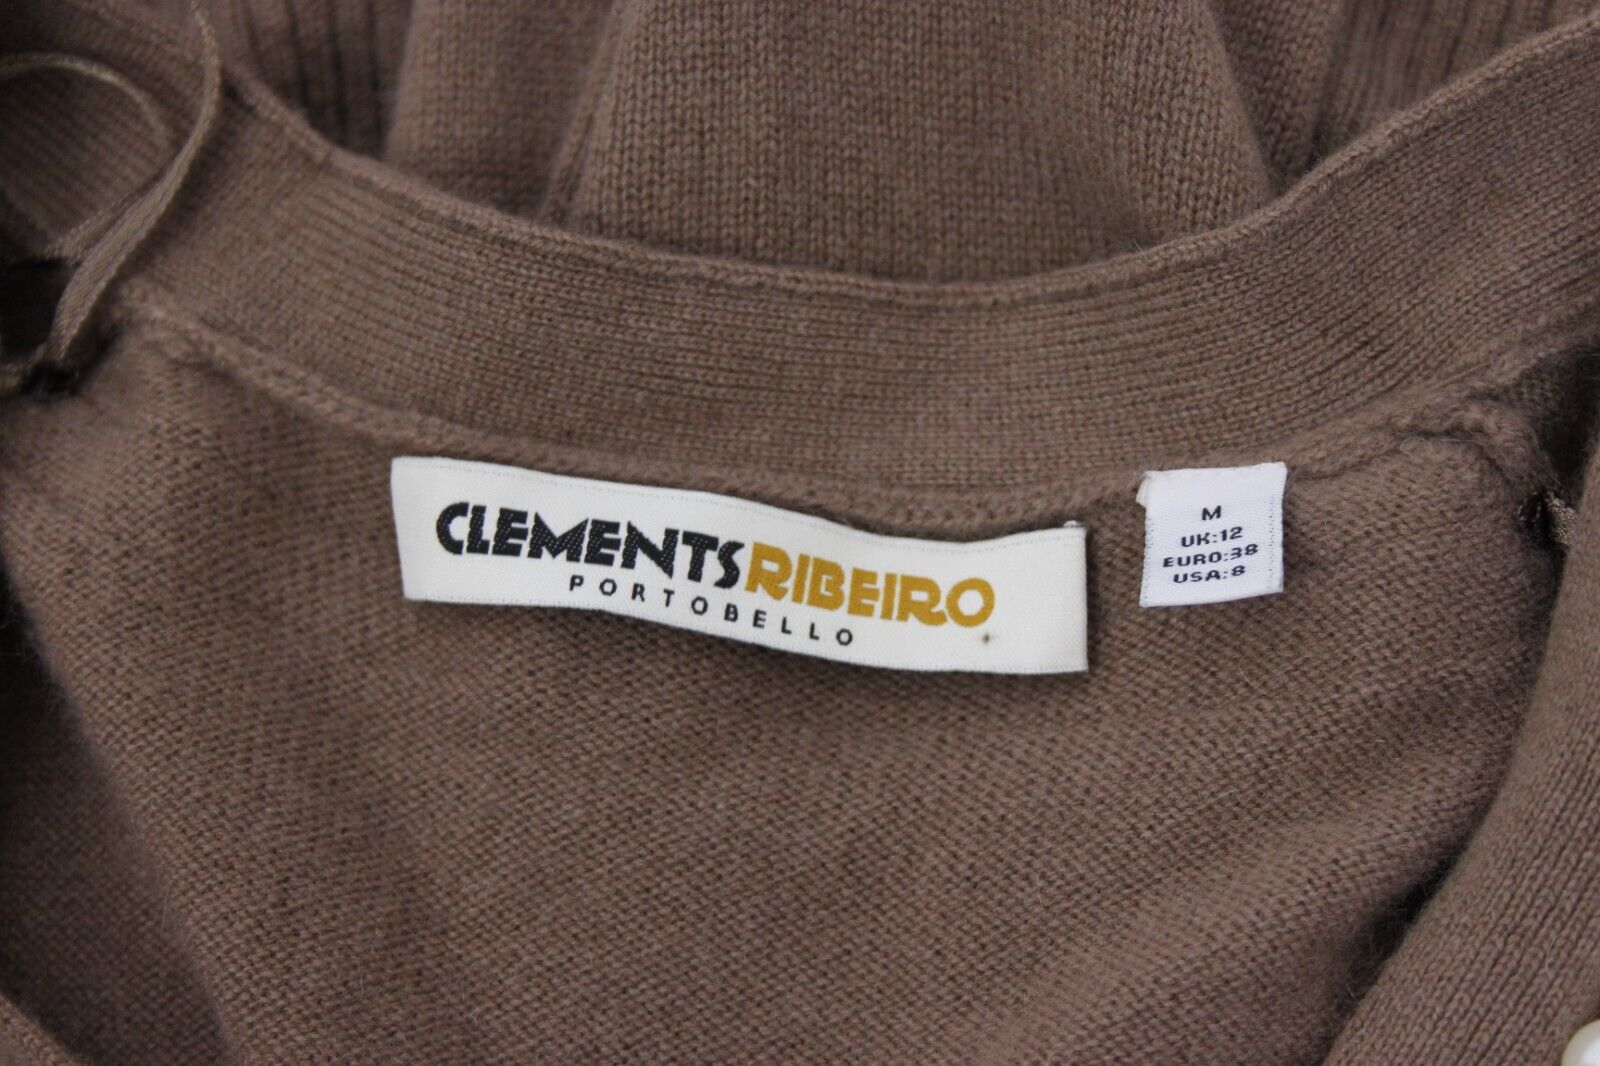 CLEMENTSRIBEIRO
PORTOBELLO
M
UK:12
EURO:38
USA:8